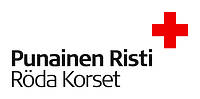 Punainen Risti
Röda Korset